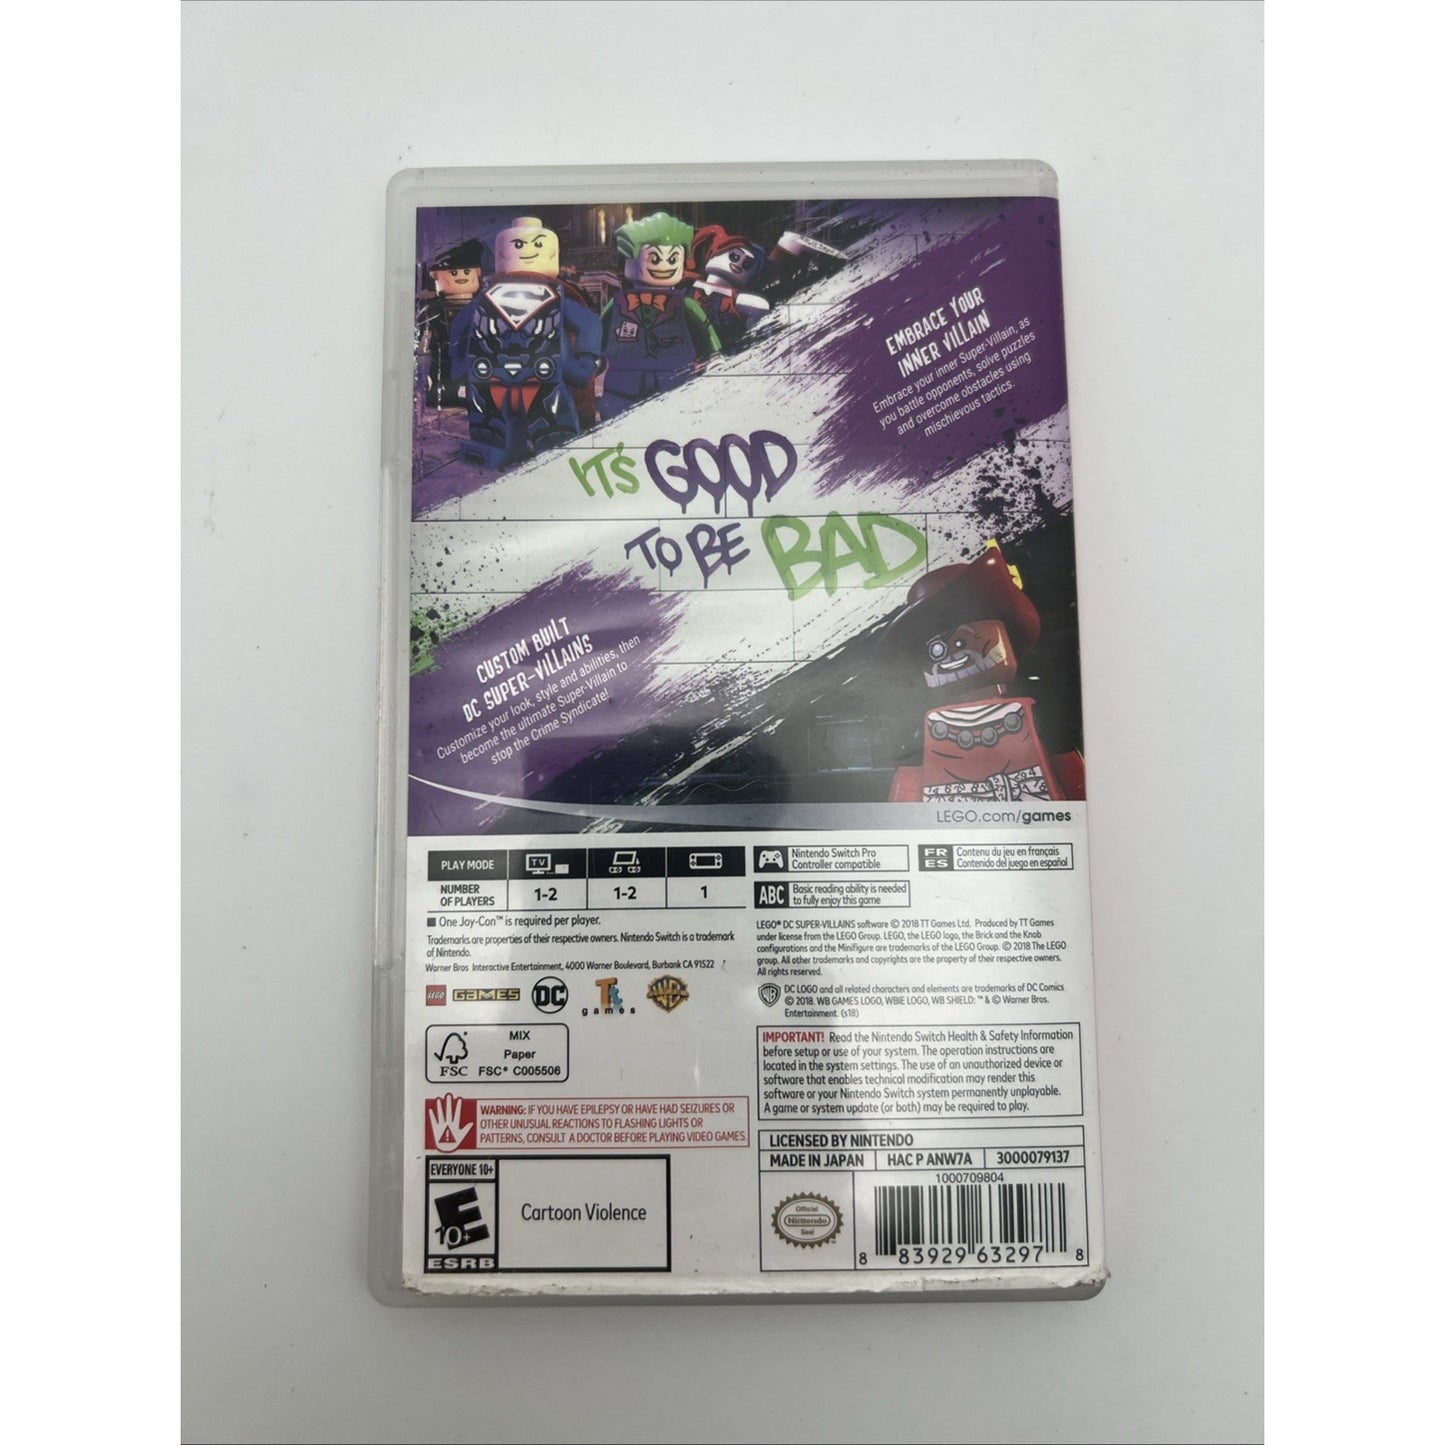 EMBRACE YOUR
INNER VILLAIN
Embrace your inner Super-Villain, as
you battle opponents, solve puzzles
and overcome obstacles using
mischievous tactics.
IT'S GOOD
TO BE BAD
CUSTOM BUILT
DC SUPER-VILLAINS
Customize your look, style and abilities, then
become the ultimate Super-Villain to
stop the Crime Syndicate!
LEGO.com/games
PLAY MODE
TV
NUMBER
OF PLAYERS
1-2
1-2
1
One Joy-Con™ is required per player.
Trademarks are properties of their respective owners. Nintendo Switch is a trademark
of Nintendo.
Warner Bros Interactive Entertainment, 4000 Warner Boulevard, Burbank CA 91522
LEGO GAMES DC TT games WB
MIX
Paper
FSC FSC® C005506
WARNING: IF YOU HAVE EPILEPSY OR HAVE HAD SEIZURES OR
OTHER UNUSUAL REACTIONS TO FLASHING LIGHTS OR
PATTERNS, CONSULT A DOCTOR BEFORE PLAYING VIDEO GAMES.
EVERYONE 10+
E
10+
ESRB
Cartoon Violence
Nintendo Switch Pro
Controller compatible
FR
ES
Contenu du jeu en français
Contenido del juego en español
ABC
Basic reading ability is needed
to fully enjoy this game
LEGO® DC SUPER-VILLAINS software © 2018 TT Games Ltd. Produced by TT Games
under license from the LEGO Group. LEGO, the LEGO logo, the Brick and the Knob
configurations and the Minifigure are trademarks of the LEGO Group. © 2018 The LEGO
group. All other trademarks and copyrights are the property of their respective owners.
All rights reserved.
WB
DC LOGO and all related characters and elements are trademarks of DC Comics
© 2018. WB GAMES LOGO, WBIE LOGO, WB SHIELD: ™ & © Warner Bros.
Entertainment. (s18)
IMPORTANT! Read the Nintendo Switch Health & Safety Information
before setup or use of your system. The operation instructions are
located in the system settings. The use of an unauthorized device or
software that enables technical modification may render this
software or your Nintendo Switch system permanently unplayable.
A game or system update (or both) may be required to play.
LICENSED BY NINTENDO
MADE IN JAPAN HAC P ANW7A 3000079137
1000709804
Official
Nintendo
Seal
8 83929 63297 8